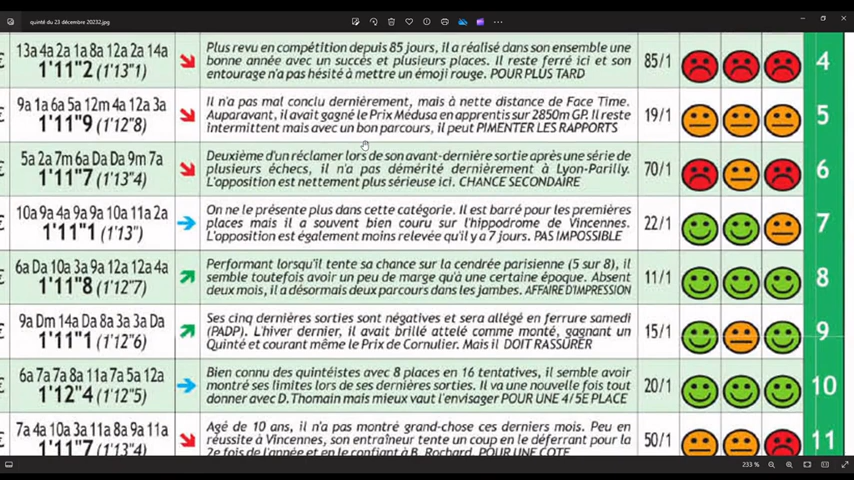 quinté du 23 décembre 20232.jpg
13a 4a 2a 1a 8a 12a 2a 14a
1'11"2 (1'13"1)
Plus revu en compétition depuis 85 jours, il a réalisé dans son ensemble une
bonne année avec un succès et plusieurs places. Il reste ferré ici et son
entourage n'a pas hésité à mettre un émoji rouge. POUR PLUS TARD
85/1
4
9a 1a 6a 5a 12m 4a 12a 3a
1'11"9 (1'12"8)
Il n'a pas mal conclu dernièrement, mais à nette distance de Face Time.
Auparavant, il avait gagné le Prix Médusa en apprentis sur 2850m GP. Il reste
intermittent mais avec un bon parcours, il peut PIMENTER LES RAPPORTS
19/1
5
5a 2a 7m 6a Da Da 9m 7a
1'11"7 (1'13"4)
Deuxième d'un réclamer lors de son avant-dernière sortie après une série de
plusieurs échecs, il n'a pas démérité dernièrement à Lyon-Parilly.
L'opposition est nettement plus sérieuse ici. CHANCE SECONDAIRE
70/1
6
10a 9a 4a 9a 9a 10a 11a 2a
1'11"1 (1'13")
On ne le présente plus dans cette catégorie. Il est barré pour les premières
places mais il a souvent bien couru sur l'hippodrome de Vincennes.
L'opposition est également moins relevée qu'il y a 7 jours. PAS IMPOSSIBLE
22/1
7
6a Da 10a 3a 9a 12a 12a 4a
1'11"8 (1'12"7)
Performant lorsqu'il tente sa chance sur la cendrée parisienne (5 sur 8), il
semble toutefois avoir un peu de marge qu'à une certaine époque. Absent
deux mois, il a désormais deux parcours dans les jambes. AFFAIRE D'IMPRESSION
11/1
8
9a Dm 14a Da 8a 3a 3a Da
1'11"1 (1'12"6)
Ses cinq dernières sorties sont négatives et sera allégé en ferrure samedi
(PADP). L'hiver dernier, il avait brillé attelé comme monté, gagnant un
Quinté et courant même le Prix de Cornulier. Mais il DOIT RASSURER
15/1
9
6a 7a 7a 8a 11a 7a 5a 12a
1'12"4 (1'12"5)
Bien connu des quintéistes avec 8 places en 16 tentatives, il semble avoir
montré ses limites lors de ses dernières sorties. Il va une nouvelle fois tout
donner avec D. Thomain mais mieux vaut l'envisager POUR UNE 4/5E PLACE
20/1
10
7a 4a 10a 3a 11a 8a 9a 11a
1'11"7 (1'13"4)
Agé de 10 ans, il n'a pas montré grand-chose ces derniers mois. Peu en
réussite à Vincennes, son entraîneur tente un coup en le déferrant pour la
2e fois de l'année et en le confiant à B. Rochard. POUR UNE COTE
50/1
11
233 %